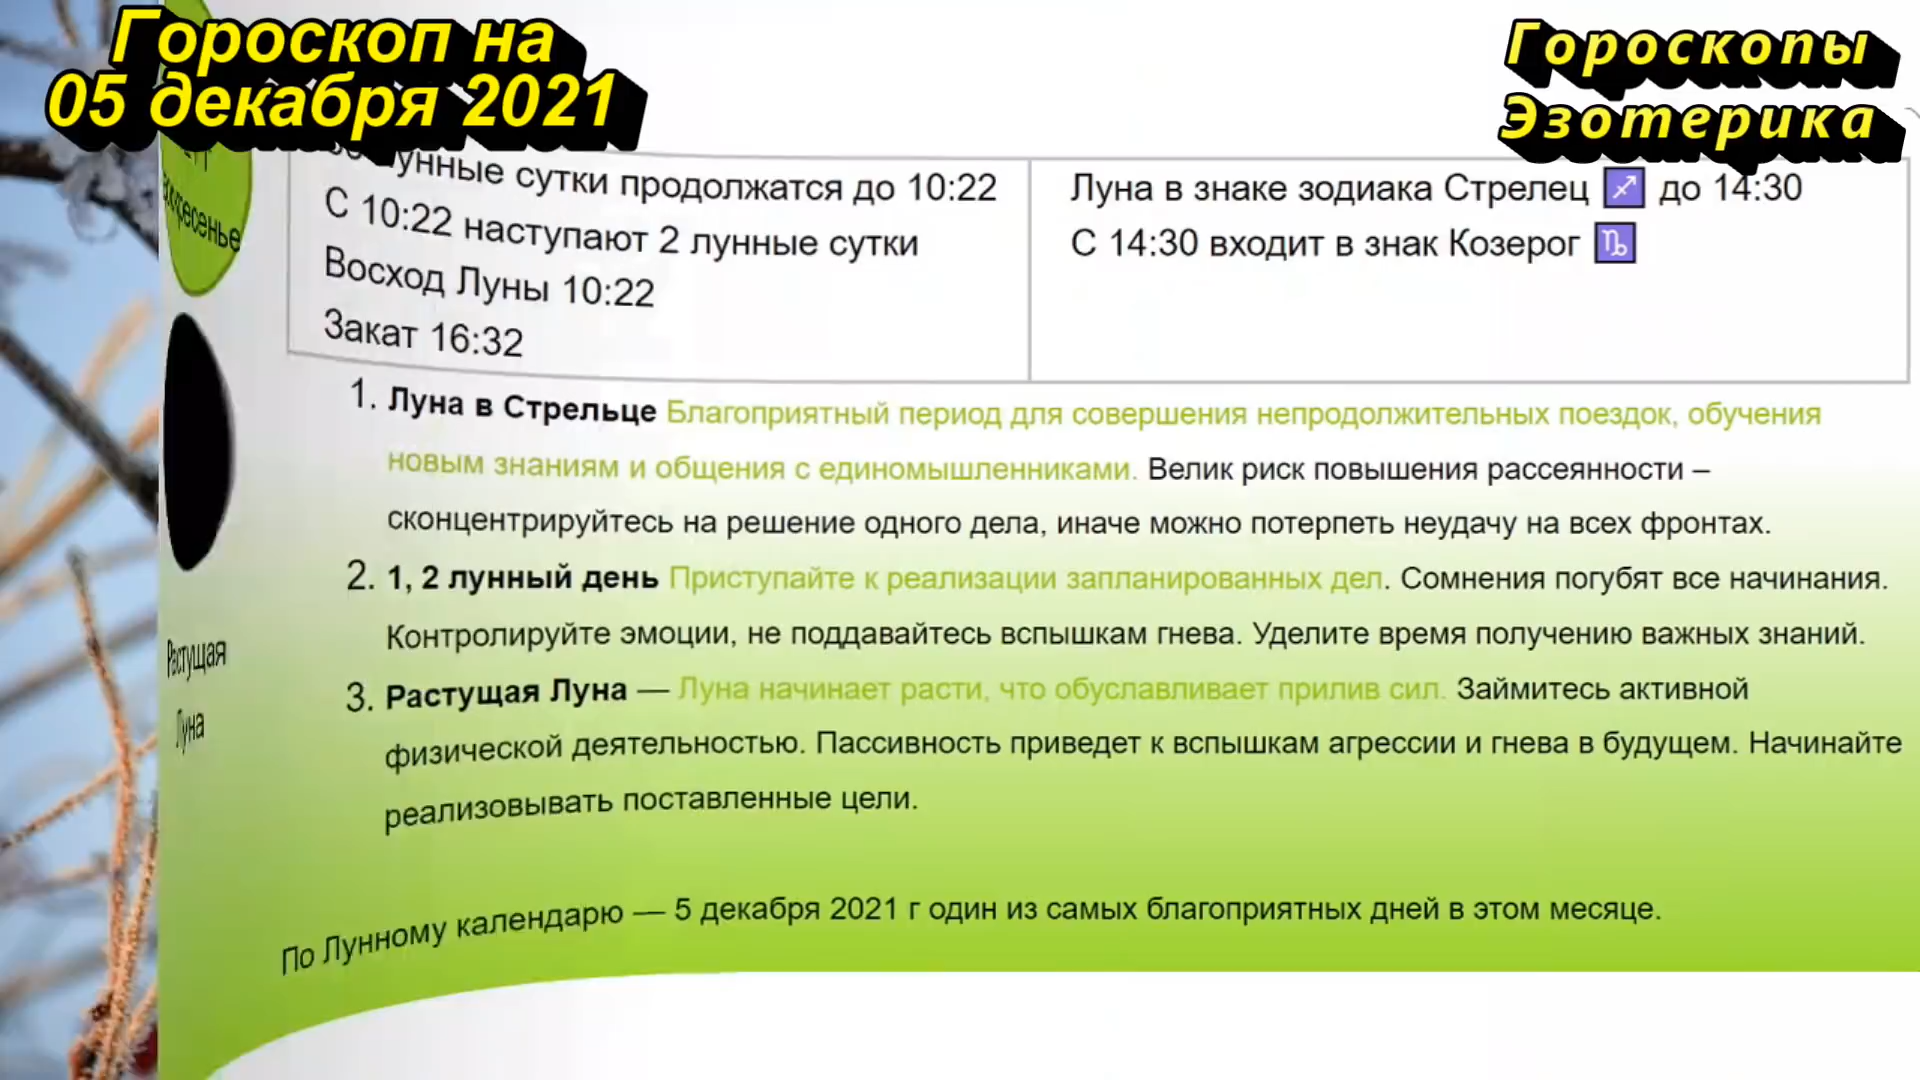 Гороскоп на
05 декабря 2021
Гороскопы
Эзотерика
воскресенье
лунные сутки продолжатся до 10:22
С 10:22 наступают 2 лунные сутки
Восход Луны 10:22
Закат 16:32
Луна в знаке зодиака Стрелец ♐ до 14:30
С 14:30 входит в знак Козерог ♑
1. Луна в Стрельце Благоприятный период для совершения непродолжительных поездок, обучения
новым знаниям и общения с единомышленниками. Велик риск повышения рассеянности –
сконцентрируйтесь на решение одного дела, иначе можно потерпеть неудачу на всех фронтах.
2. 1, 2 лунный день Приступайте к реализации запланированных дел. Сомнения погубят все начинания.
Контролируйте эмоции, не поддавайтесь вспышкам гнева. Уделите время получению важных знаний.
3. Растущая Луна — Луна начинает расти, что обуславливает прилив сил. Займитесь активной
физической деятельностью. Пассивность приведет к вспышкам агрессии и гнева в будущем. Начинайте
реализовывать поставленные цели.
Растущая
Луна
По Лунному календарю — 5 декабря 2021 г один из самых благоприятных дней в этом месяце.